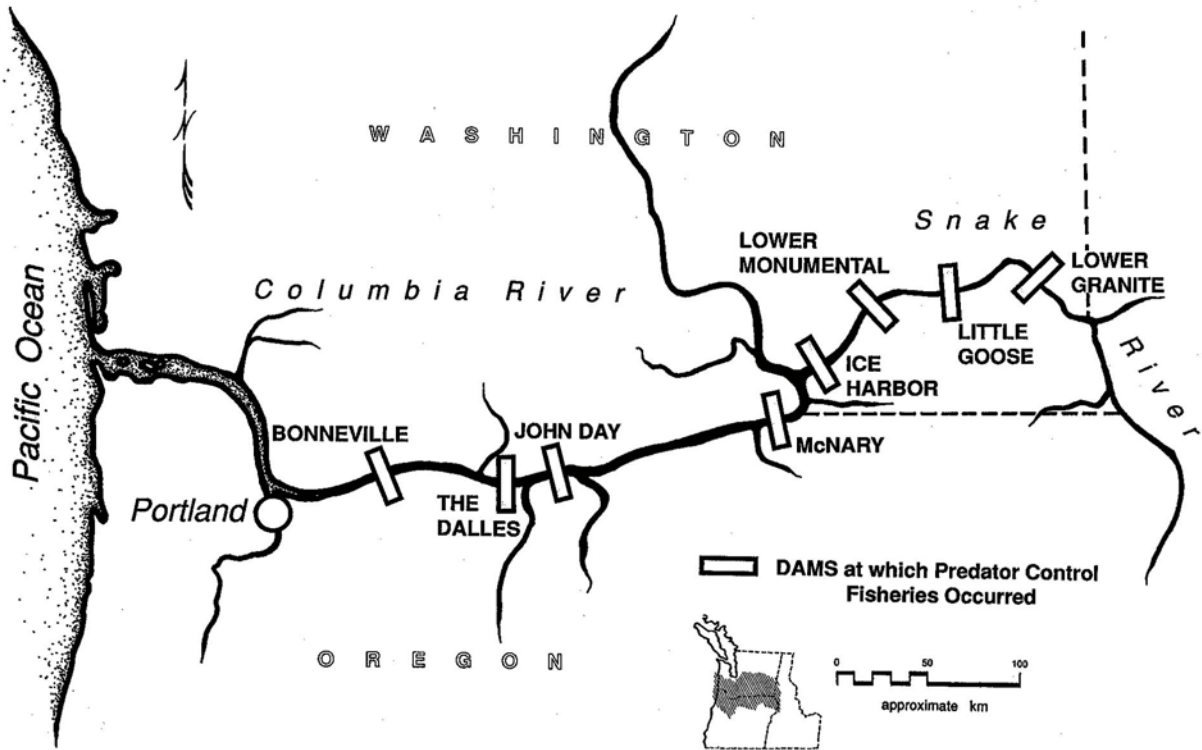 WASHINGTON
Snake
LOWER
MONUMENTAL
LOWER
GRANITE
Columbia River
Pacific Ocean
LITTLE
GOOSE
River
ICE
HARBOR
BONNEVILLE
JOHN DAY
McNARY
Portland
THE
DALLES
DAMS at which Predator Control
Fisheries Occurred
OREGON
0 50 100
approximate km
N